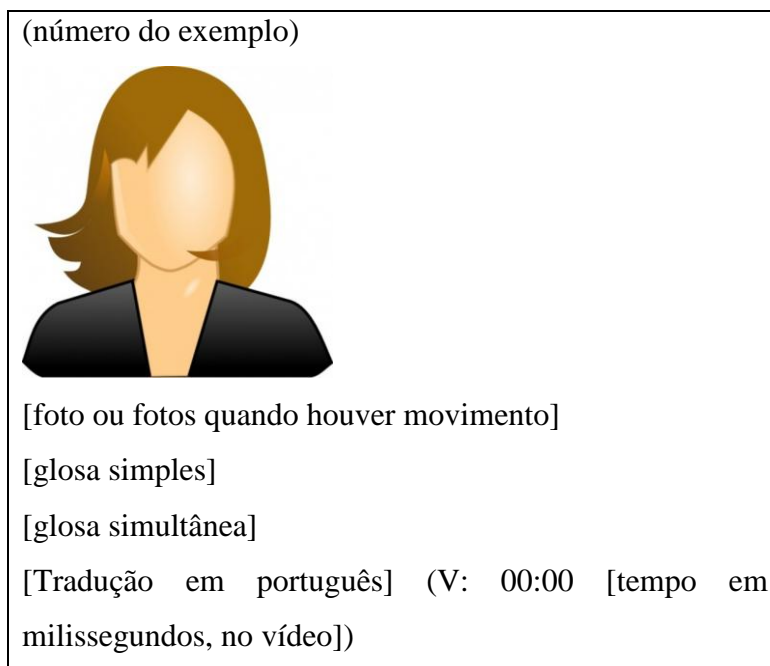 (número do exemplo)
[foto ou fotos quando houver movimento]
[glosa simples]
[glosa simultânea]
[Tradução em português] (V: 00:00 [tempo em
milissegundos, no vídeo])